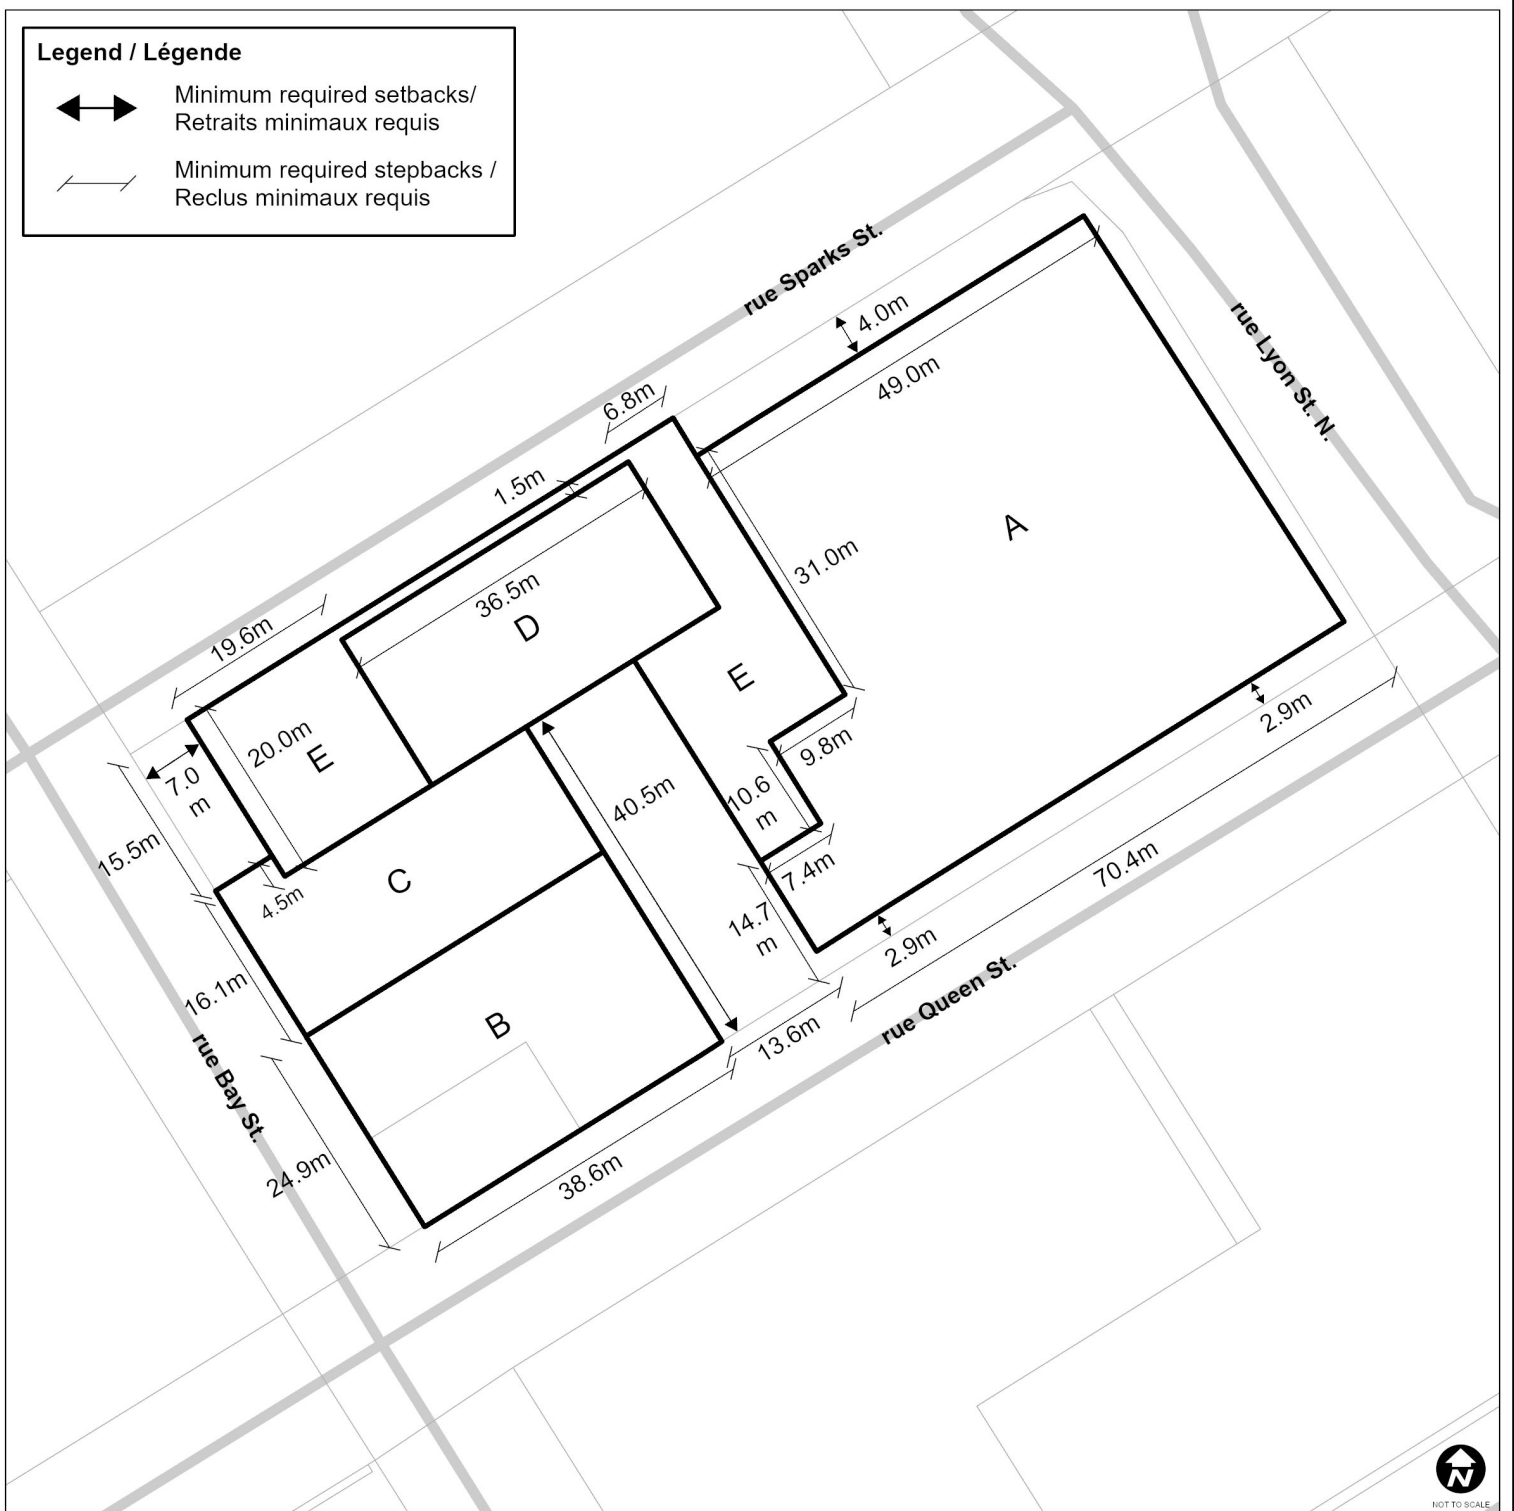 Legend / Légende
Minimum required setbacks/
Retraits minimaux requis
Minimum required stepbacks /
Reclus minimaux requis
rue Sparks St.
4.0m
49.0m
rue Lyon St. N.
6.8m
1.5m
A
31.0m
36.5m
D
19.6m
E
20.0m
E
7.0
m
9.8m
2.9m
10.6
m
40.5m
15.5m
C
4.5m
7.4m
70.4m
14.7
m
2.9m
16.1m
B
13.6m
rue Queen St.
rue Bay St.
24.9m
38.6m
N
NOT TO SCALE